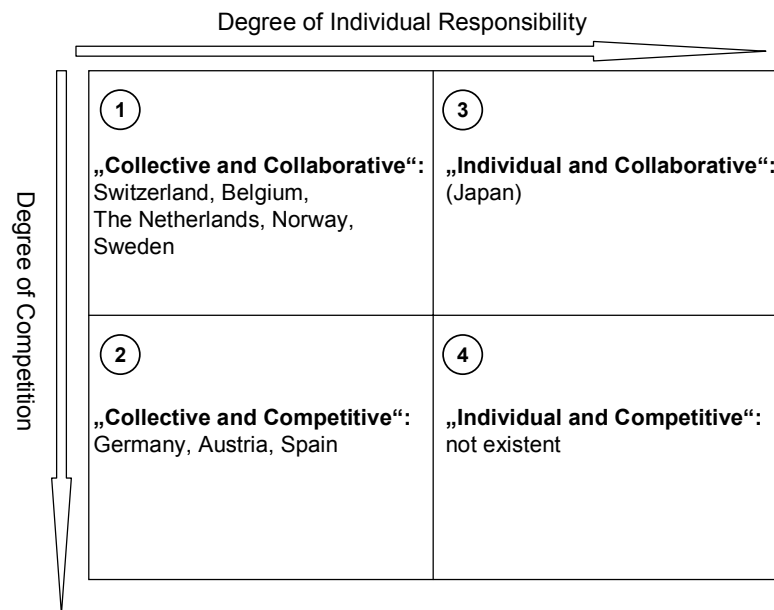 Degree of Individual Responsibility
Degree of Competition
1
„Collective and Collaborative“:
Switzerland, Belgium,
The Netherlands, Norway,
Sweden
3
„Individual and Collaborative“:
(Japan)
2
„Collective and Competitive“:
Germany, Austria, Spain
4
„Individual and Competitive“:
not existent